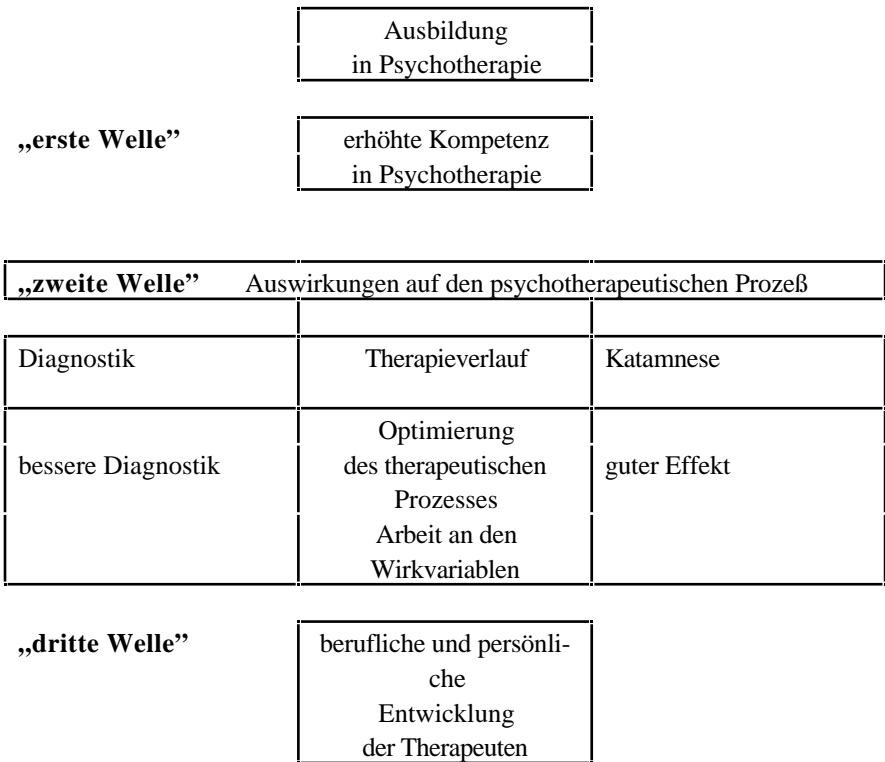 Ausbildung
in Psychotherapie
„erste Welle” erhöhte Kompetenz
in Psychotherapie
„zweite Welle” Auswirkungen auf den psychotherapeutischen Prozeß
Diagnostik Therapieverlauf Katamnese
Optimierung
bessere Diagnostik des therapeutischen guter Effekt
Prozesses
Arbeit an den
Wirkvariablen
„dritte Welle” berufliche und persönli-
che
Entwicklung
der Therapeuten